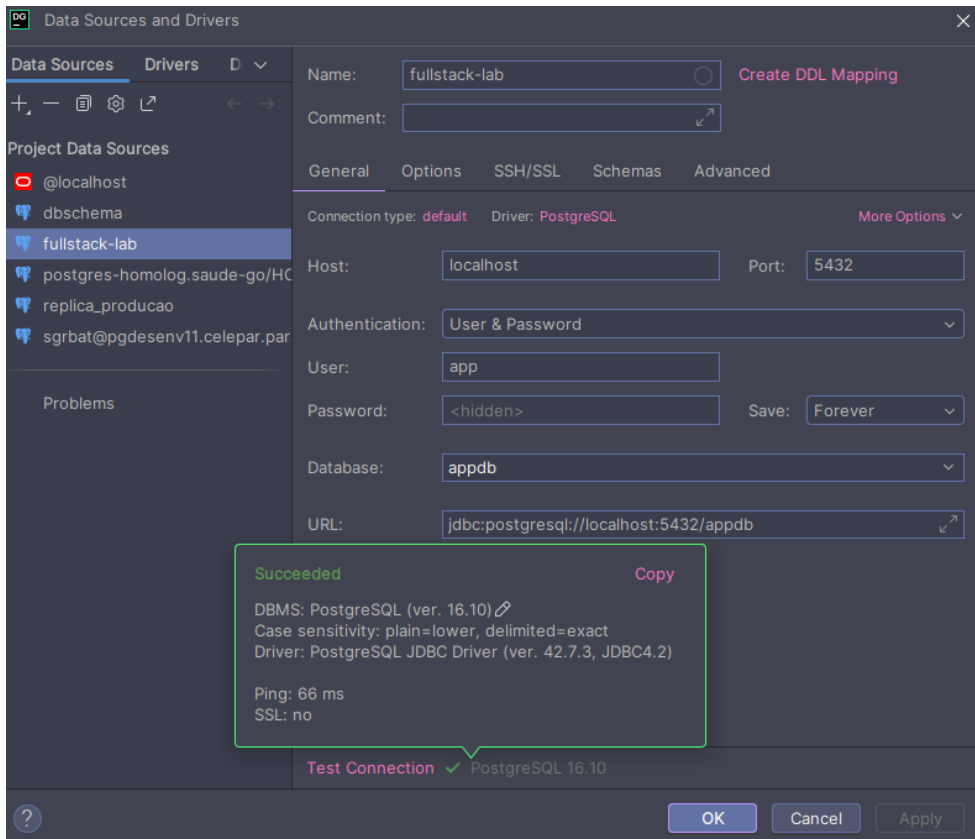 DG
Data Sources and Drivers
Data Sources Drivers D
Project Data Sources
@localhost
dbschema
fullstack-lab
postgres-homolog.saude-go/HO
replica_producao
sgrbat@pgdesenv11.celepar.par
Problems
Name: fullstack-lab Create DDL Mapping
Comment:
General Options SSH/SSL Schemas Advanced
Connection type: default Driver: PostgreSQL More Options
Host: localhost Port: 5432
Authentication: User & Password
User: app
Password: <hidden> Save: Forever
Database: appdb
URL: jdbc:postgresql://localhost:5432/appdb
Succeeded Copy
DBMS: PostgreSQL (ver. 16.10)
Case sensitivity: plain=lower, delimited=exact
Driver: PostgreSQL JDBC Driver (ver. 42.7.3, JDBC4.2)
Ping: 66 ms
SSL: no
Test Connection PostgreSQL 16.10
? OK Cancel Apply